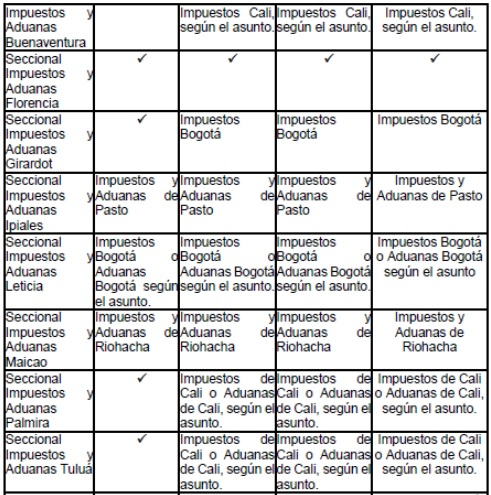 Impuestos y Aduanas Buenaventura | | Impuestos Cali, según el asunto. | Impuestos Cali, según el asunto. | Impuestos Cali, según el asunto.
Seccional Impuestos y Aduanas Florencia | ✓ | ✓ | ✓ | ✓
Seccional Impuestos y Aduanas Girardot | ✓ | Impuestos Bogotá | Impuestos Bogotá | Impuestos Bogotá
Seccional Impuestos y Aduanas Ipiales | Impuestos y Aduanas de Pasto | Impuestos y Aduanas de Pasto | Impuestos y Aduanas de Pasto | Impuestos y Aduanas de Pasto
Seccional Impuestos y Aduanas Leticia | Impuestos Bogotá o Aduanas Bogotá según el asunto. | Impuestos Bogotá o Aduanas Bogotá según el asunto. | Impuestos Bogotá o Aduanas Bogotá según el asunto. | Impuestos Bogotá o Aduanas Bogotá según el asunto
Seccional Impuestos y Aduanas Maicao | Impuestos y Aduanas de Riohacha | Impuestos y Aduanas de Riohacha | Impuestos y Aduanas de Riohacha | Impuestos y Aduanas de Riohacha
Seccional Impuestos y Aduanas Palmira | ✓ | Impuestos de Cali o Aduanas de Cali, según el asunto. | Impuestos de Cali o Aduanas de Cali, según el asunto. | Impuestos de Cali o Aduanas de Cali, según el asunto.
Seccional Impuestos y Aduanas Tuluá | ✓ | Impuestos de Cali o Aduanas de Cali, según el asunto. | Impuestos de Cali o Aduanas de Cali, según el asunto. | Impuestos de Cali o Aduanas de Cali, según el asunto.